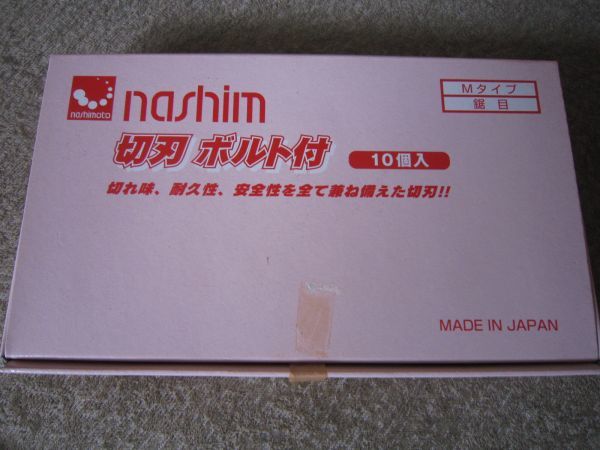 nashim
nashimoto
Mタイプ
鋸目
切刃 ボルト付
10個入
切れ味、耐久性、安全性を全て兼ね備えた切刃!!
MADE IN JAPAN